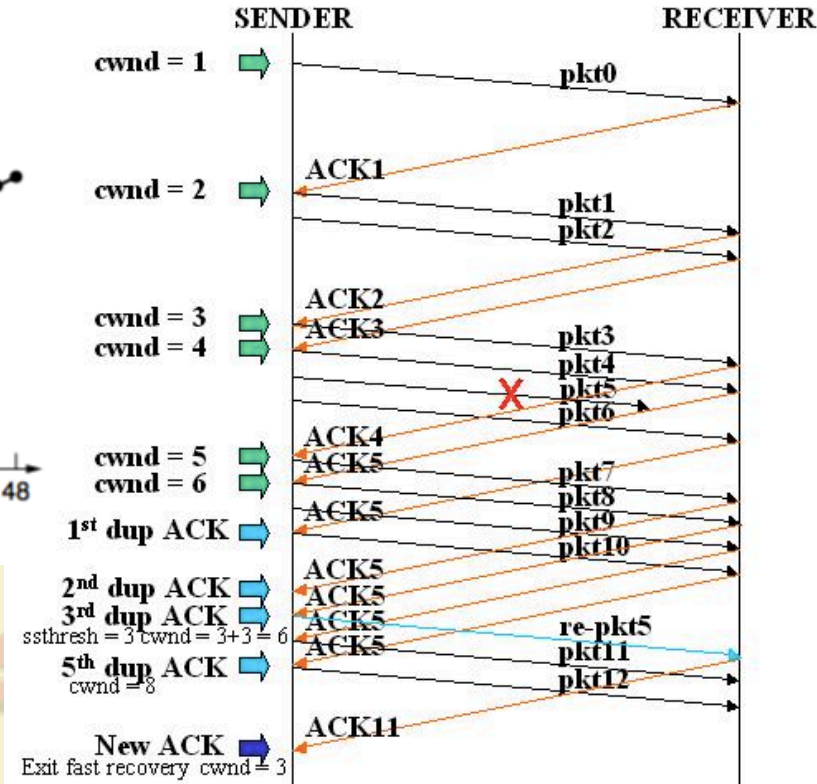 SENDER RECEIVER
cwnd = 1
pkt0
ACK1
cwnd = 2
pkt1
pkt2
ACK2
cwnd = 3
ACK3
pkt3
cwnd = 4
pkt4
pkt5
X
pkt6
ACK4
cwnd = 5
ACK5
cwnd = 6
pkt7
48
pkt8
ACK5
pkt9
1st dup ACK
pkt10
ACK5
2nd dup ACK
ACK5
3rd dup ACK
re-pkt5
ssthresh = 3 cwnd = 3+3 = 6
ACK5
pkt11
5th dup ACK
cwnd = 8
pkt12
ACK11
New ACK
Exit fast recovery cwnd = 3